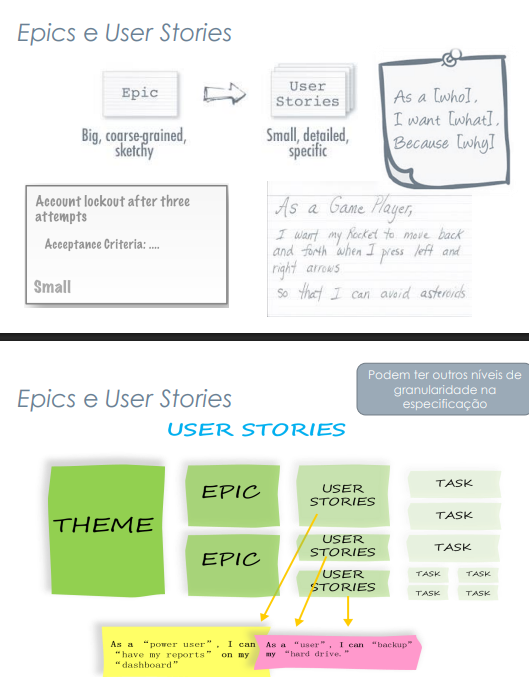 Epics e User Stories
Epic
User
Stories
Big, coarse-grained,
sketchy
Small, detailed,
specific
As a [who],
I want [what],
Because [why]
Account lockout after three
attempts
Acceptance Criteria: ....
Small
As a Game Player,
I want my Rocket to move back
and forth when I press left and
right arrows
so that I can avoid asteroids
Podem ter outros níveis de
granularidade na
especificação
Epics e User Stories
USER STORIES
THEME
EPIC
EPIC
USER
STORIES
USER
STORIES
USER
STORIES
TASK
TASK
TASK
TASK
TASK
TASK
TASK
As a “power user”, I can
“have my reports” on my
“dashboard”
As a “user”, I can “backup”
my “hard drive.”